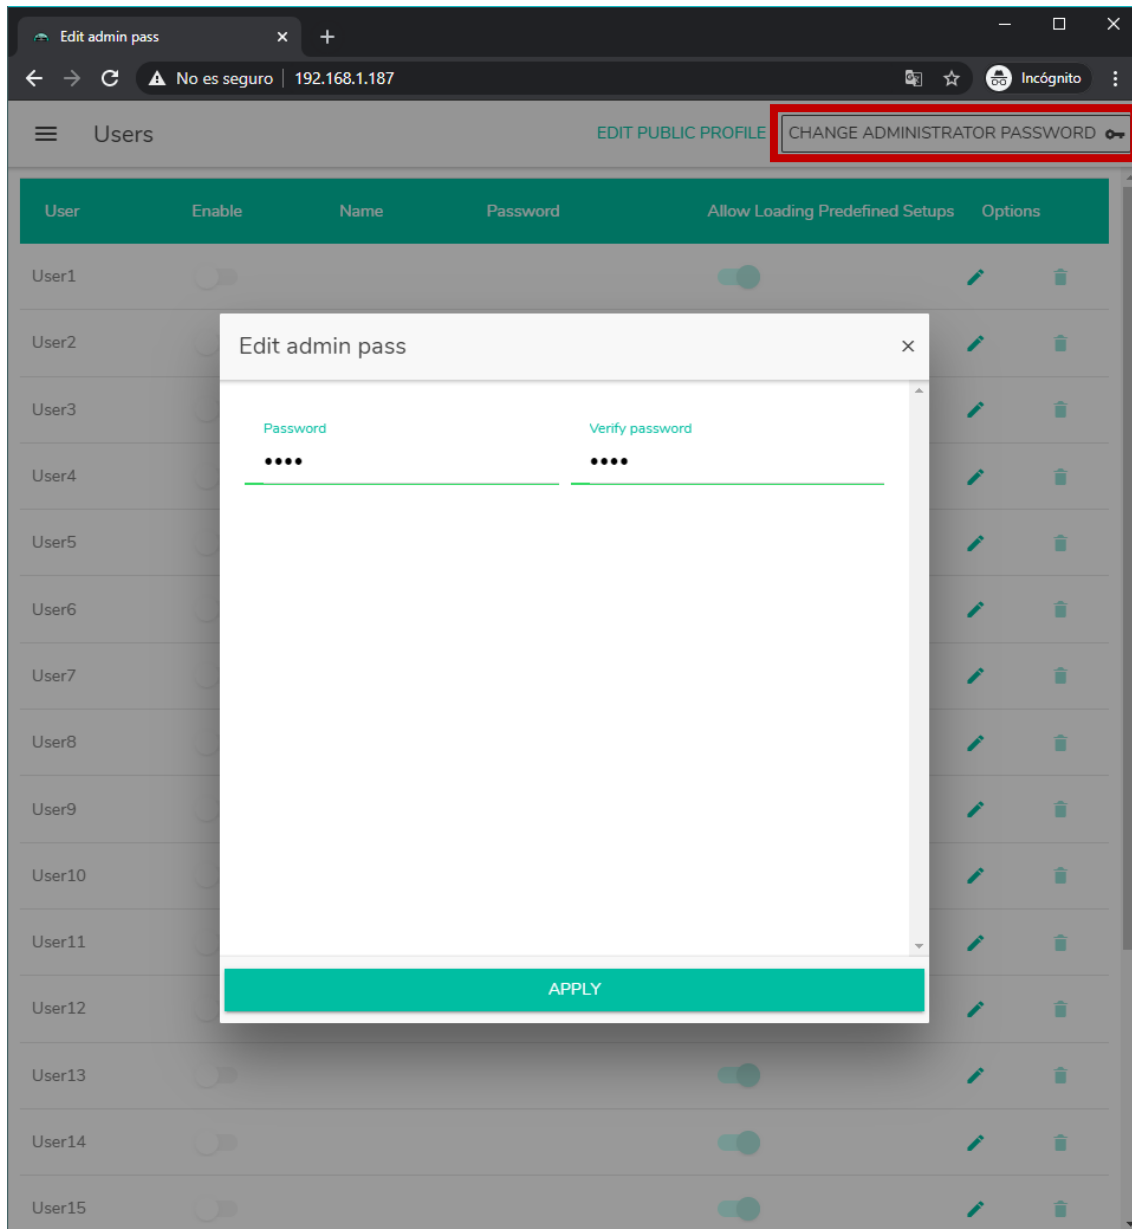 Edit admin pass
No es seguro | 192.168.1.187 Incógnito
Users EDIT PUBLIC PROFILE CHANGE ADMINISTRATOR PASSWORD
User Enable Name Password Allow Loading Predefined Setups Options
User1
User2
Edit admin pass
User3
Password Verify password
••••  ••••
User4
User5
User6
User7
User8
User9
User10
User11
APPLY
User12
User13
User14
User15